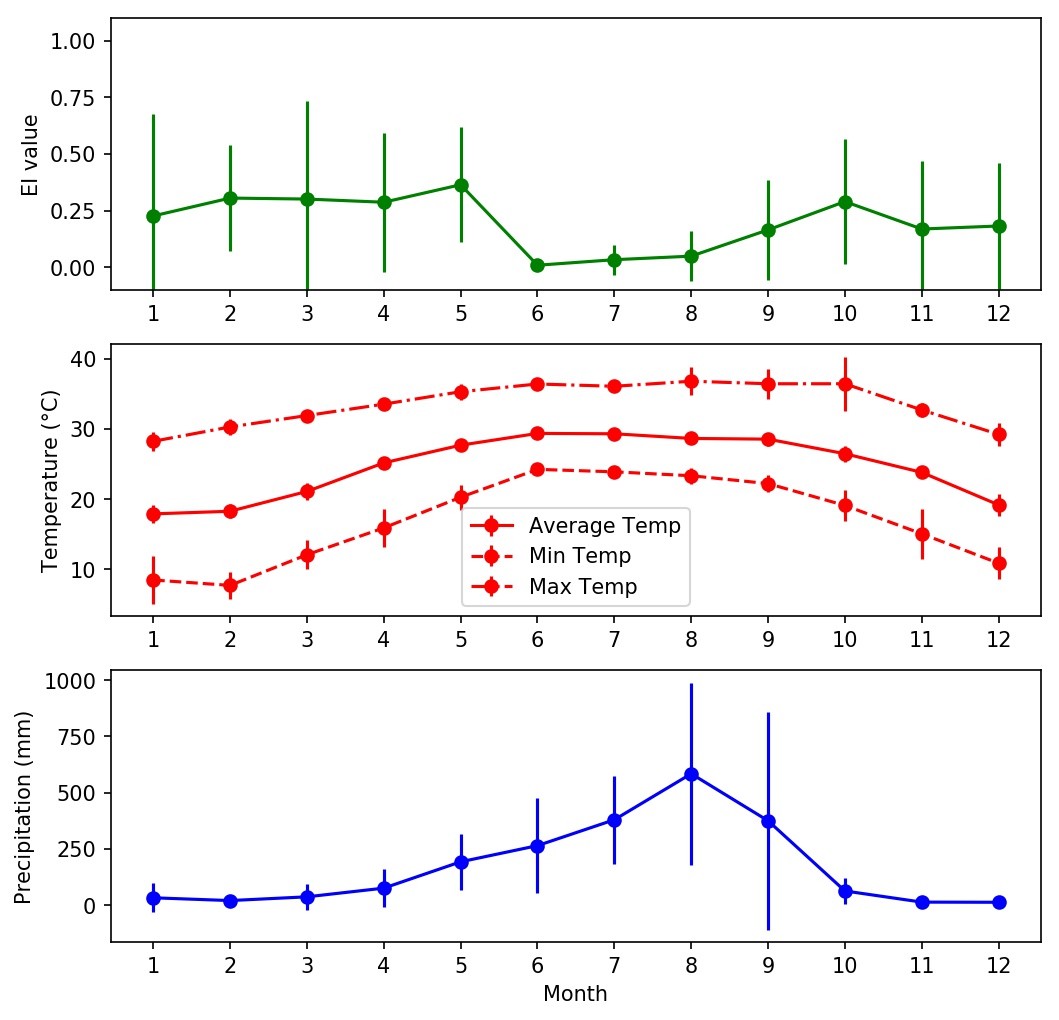 EI value
1.00
0.75
0.50
0.25
0.00
1 2 3 4 5 6 7 8 9 10 11 12
Temperature (°C)
40
30
20
10
Average Temp
Min Temp
Max Temp
1 2 3 4 5 6 7 8 9 10 11 12
Precipitation (mm)
1000
750
500
250
0
1 2 3 4 5 6 7 8 9 10 11 12
Month